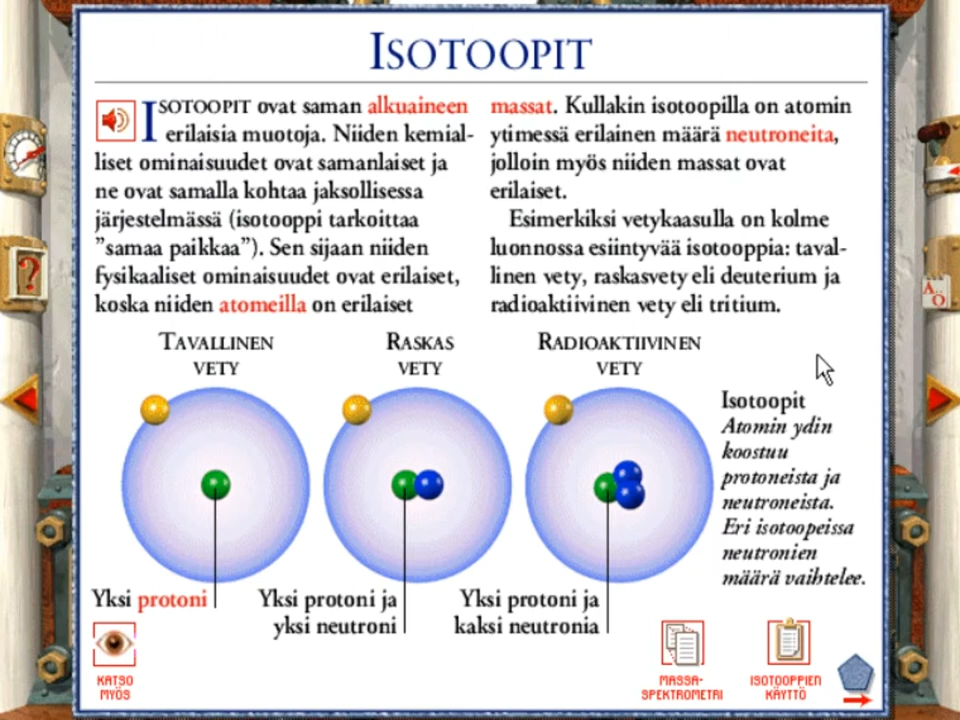 ISOTOOPIT
ISOTOOPIT ovat saman alkuaineen
erilaisia muotoja. Niiden kemial-
liset ominaisuudet ovat samanlaiset ja
ne ovat samalla kohtaa jaksollisessa
järjestelmässä (isotooppi tarkoittaa
”samaa paikkaa”). Sen sijaan niiden
fysikaaliset ominaisuudet ovat erilaiset,
koska niiden atomeilla on erilaiset
massat. Kullakin isotoopilla on atomin
ytimessä erilainen määrä neutroneita,
jolloin myös niiden massat ovat
erilaiset.
Esimerkiksi vetykaasulla on kolme
luonnossa esiintyvää isotooppia: taval-
linen vety, raskasvety eli deuterium ja
radioaktiivinen vety eli tritium.
TAVALLINEN
VETY
RASKAS
VETY
RADIOAKTIIVINEN
VETY
Yksi protoni
Yksi protoni ja
yksi neutroni
Yksi protoni ja
kaksi neutronia
Isotoopit
Atomin ydin
koostuu
protoneista ja
neutroneista.
Eri isotoopeissa
neutronien
määrä vaihtelee.
KATSO
MYÖS
MASSA-
SPEKTROMETRI
ISOTOOPPIEN
KÄYTTÖ
?
A..
Ö